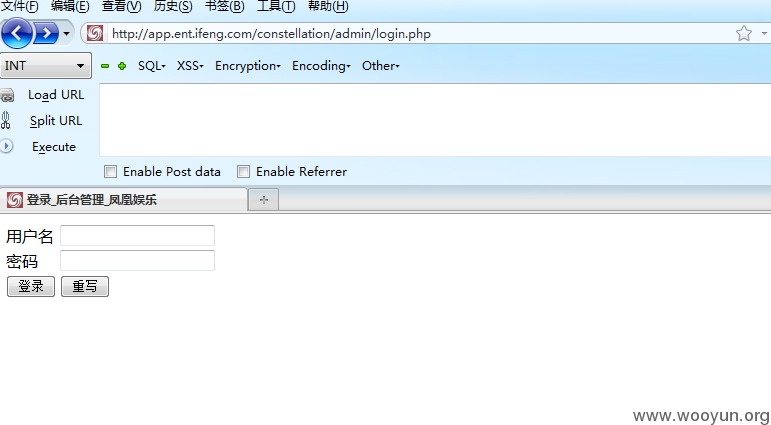 文件(F) 编辑(E) 查看(V) 历史(S) 书签(B) 工具(T) 帮助(H)
http://app.ent.ifeng.com/constellation/admin/login.php
INT SQL XSS Encryption Encoding Other
Load URL
Split URL
Execute
Enable Post data Enable Referrer
登录_后台管理_凤凰娱乐
用户名
密码
登录 重写
www.wooyun.org